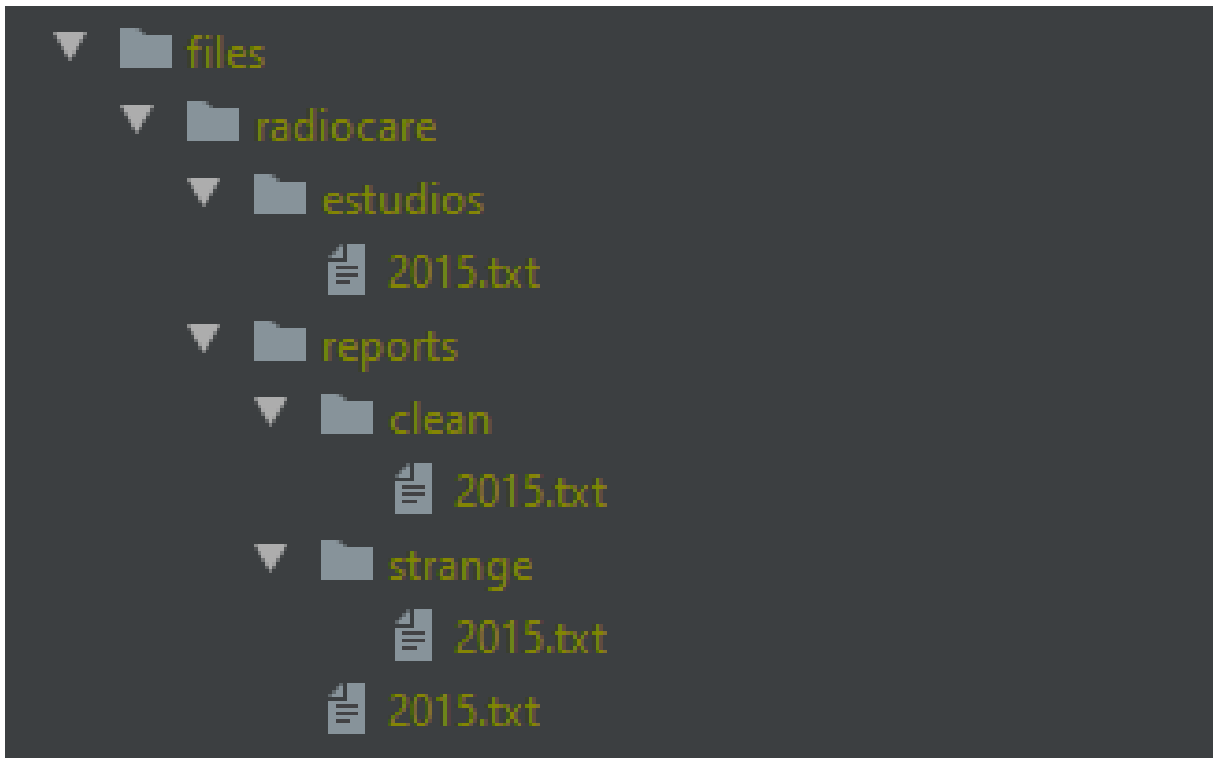 files
radiocare
estudios
2015.txt
reports
clean
2015.txt
strange
2015.txt
2015.txt